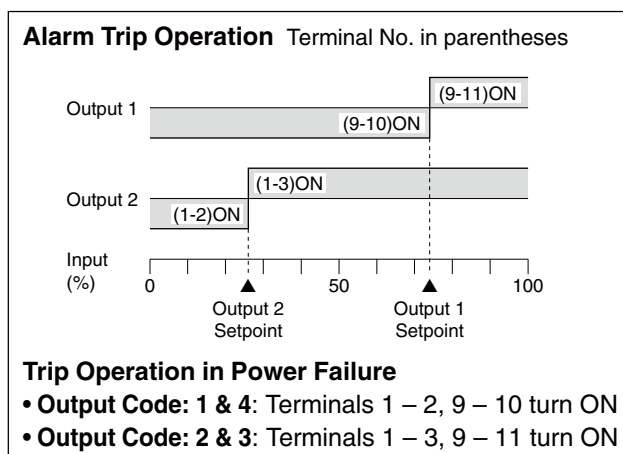 Alarm Trip Operation Terminal No. in parentheses
Output 1
(9-11)ON
(9-10)ON
Output 2
(1-3)ON
(1-2)ON
Input
(%)
0 50 100
Output 2
Setpoint
Output 1
Setpoint
Trip Operation in Power Failure
• Output Code: 1 & 4: Terminals 1 – 2, 9 – 10 turn ON
• Output Code: 2 & 3: Terminals 1 – 3, 9 – 11 turn ON